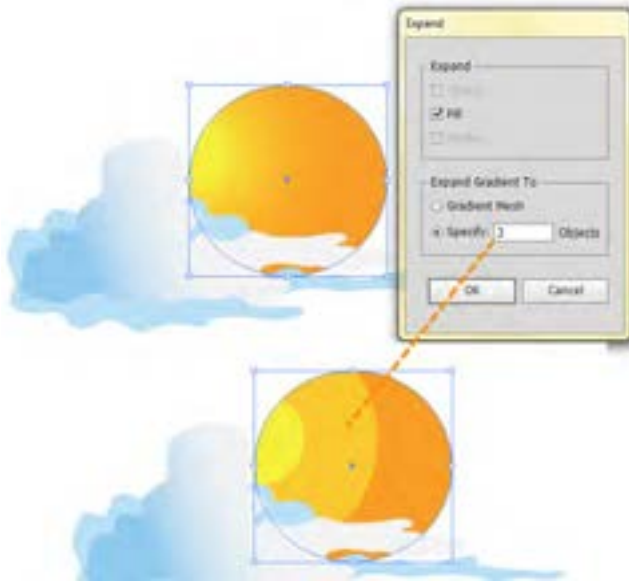 Expand
Expand
Fill
Expand Gradient To
Gradient Mesh
Specify: 3 Objects
OK
Cancel